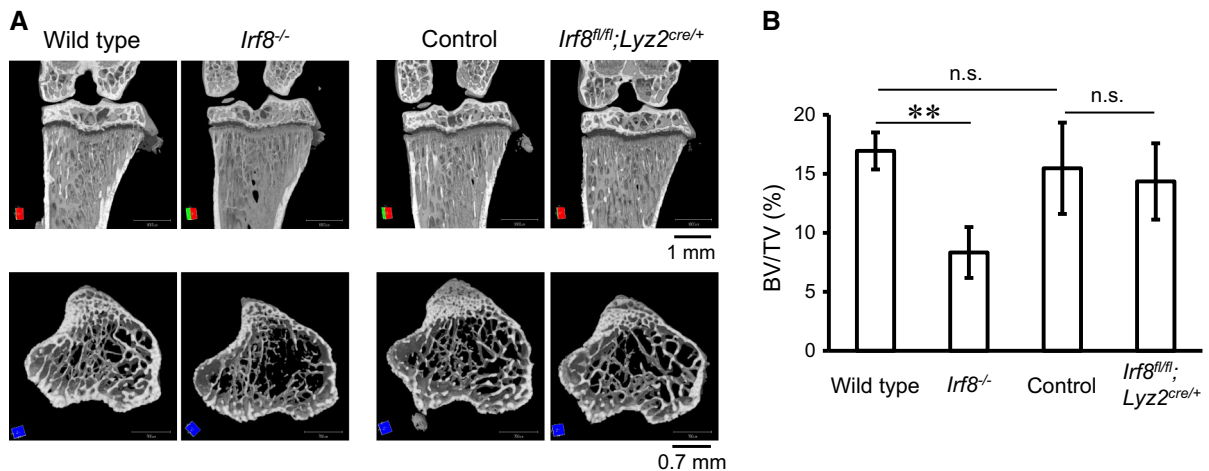 A
Wild type
Irf8-/-
Control
Irf8fl/fl;Lyz2cre/+
1 mm
0.7 mm
B
n.s.
n.s.
**
BV/TV (%)
20
15
10
5
0
Wild type
Irf8-/-
Control
Irf8fl/fl;
Lyz2cre/+